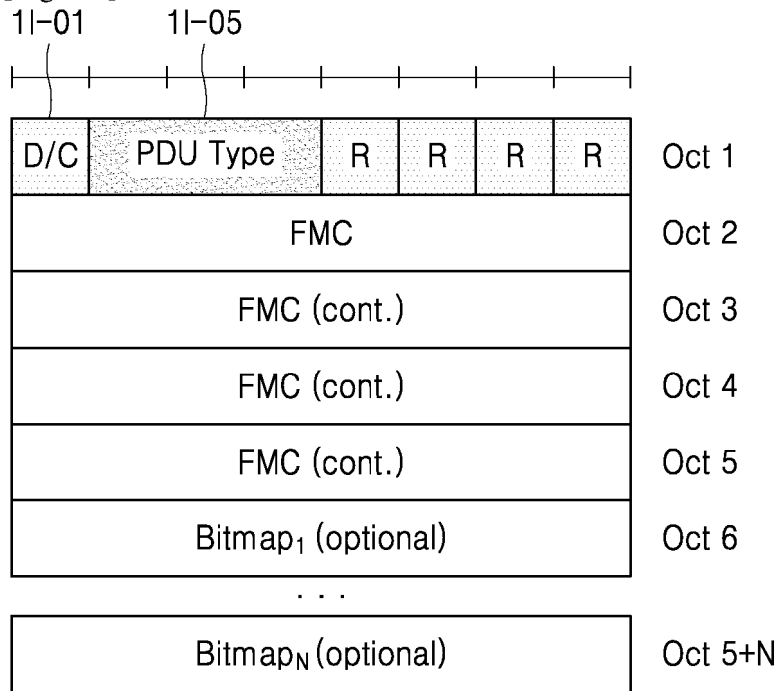 1l-01 1l-05
D/C PDU Type R R R R Oct 1
FMC Oct 2
FMC (cont.) Oct 3
FMC (cont.) Oct 4
FMC (cont.) Oct 5
Bitmap₁ (optional) Oct 6
. . .
Bitmap_N (optional) Oct 5+N